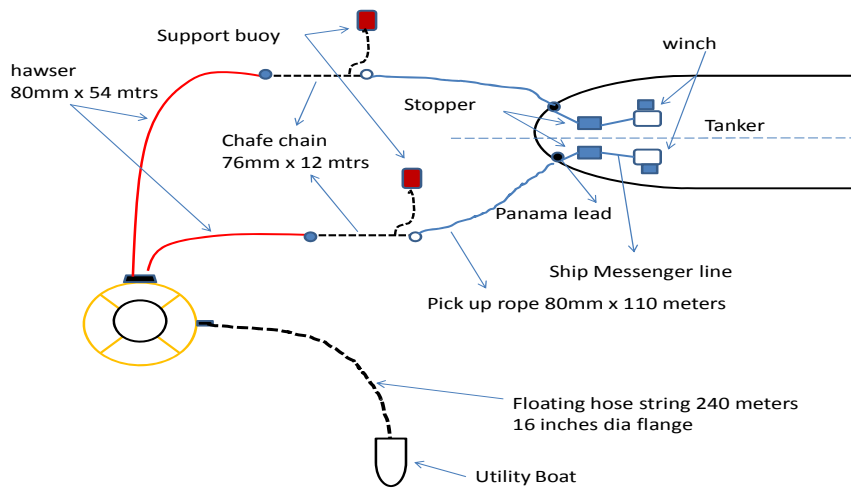 Support buoy
winch
hawser
80mm x 54 mtrs
Stopper
Tanker
Chafe chain
76mm x 12 mtrs
Panama lead
Ship Messenger line
Pick up rope 80mm x 110 meters
Floating hose string 240 meters
16 inches dia flange
Utility Boat